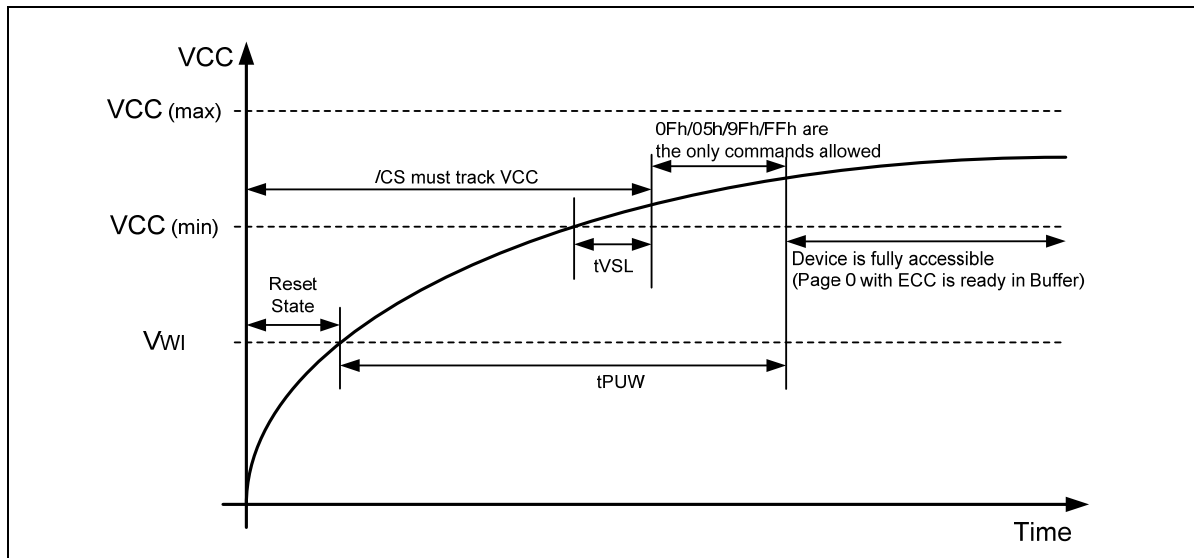 VCC
VCC (max)
0Fh/05h/9Fh/FFh are
the only commands allowed
/CS must track VCC
VCC (min)
tVSL
Device is fully accessible
(Page 0 with ECC is ready in Buffer)
Reset
State
VWI
tPUW
Time